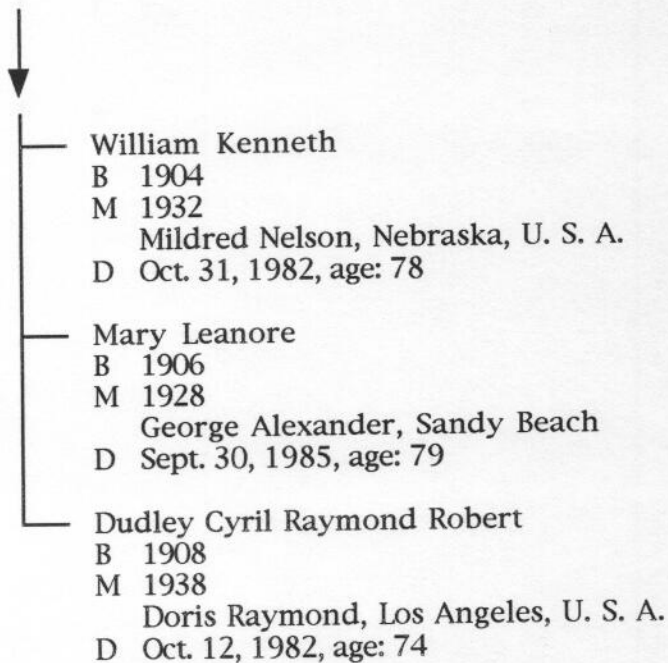 William Kenneth
B 1904
M 1932
Mildred Nelson, Nebraska, U. S. A.
D Oct. 31, 1982, age: 78
Mary Leanore
B 1906
M 1928
George Alexander, Sandy Beach
D Sept. 30, 1985, age: 79
Dudley Cyril Raymond Robert
B 1908
M 1938
Doris Raymond, Los Angeles, U. S. A.
D Oct. 12, 1982, age: 74